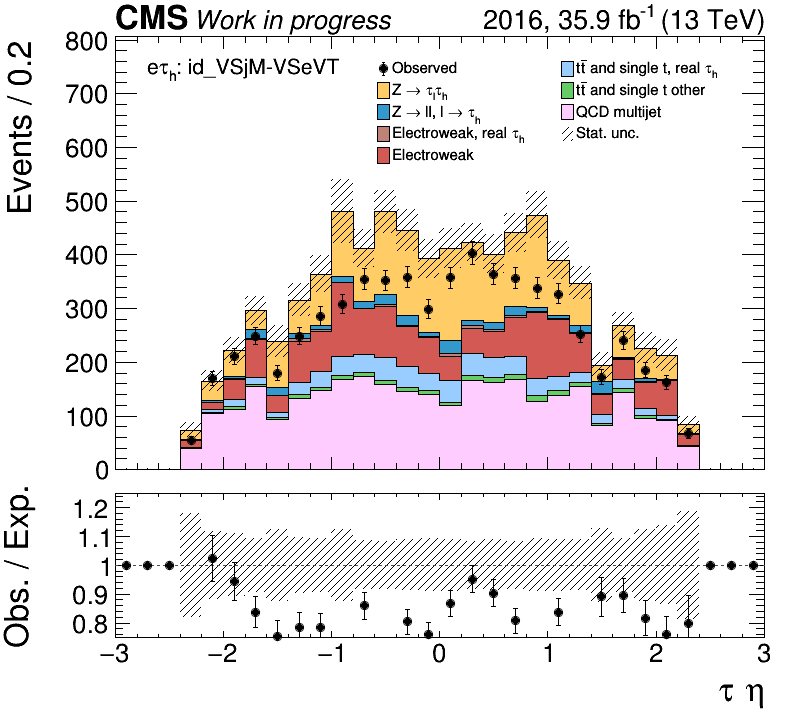 CMS Work in progress 2016, 35.9 fb⁻¹ (13 TeV)
eτₕ: id_VSjM-VSeVT
Observed
Z → τₗτₕ
Z → ll, l → τₕ
Electroweak, real τₕ
Electroweak
tt̄ and single t, real τₕ
tt̄ and single t other
QCD multijet
Stat. unc.
Events / 0.2
800
700
600
500
400
300
200
100
0
Obs. / Exp.
1.2
1.1
1
0.9
0.8
−3 −2 −1 0 1 2 3
τ η